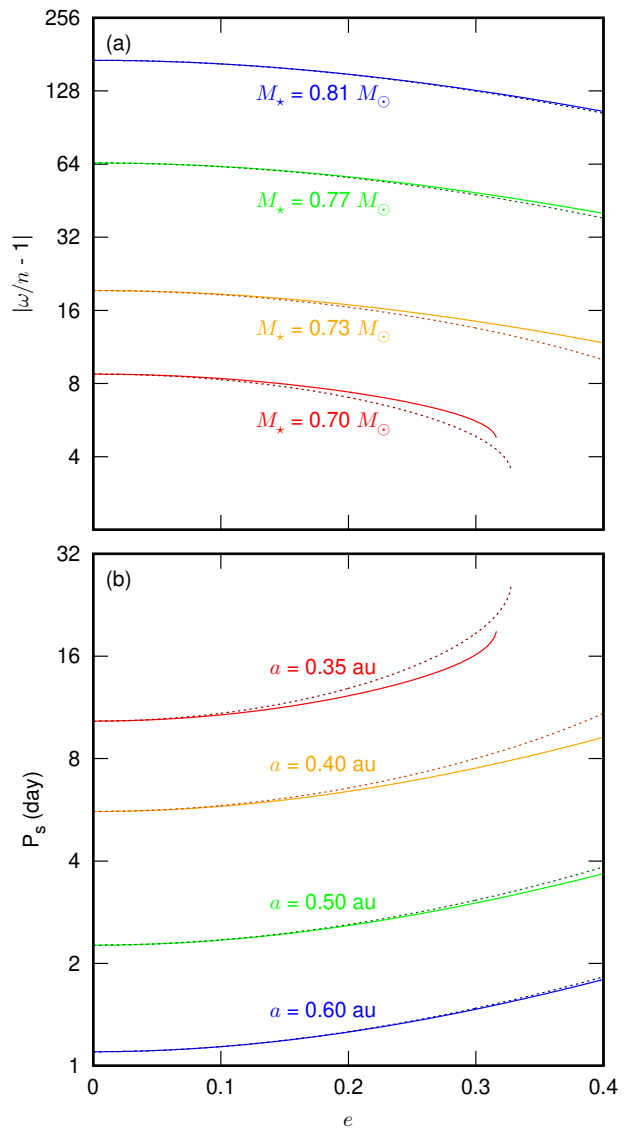 256
(a)
128
M⋆ = 0.81 M⊙
64
M⋆ = 0.77 M⊙
32
|ω/n - 1|
16
M⋆ = 0.73 M⊙
8
M⋆ = 0.70 M⊙
4
32
(b)
16
a = 0.35 au
8
a = 0.40 au
Ps (day)
4
a = 0.50 au
2
a = 0.60 au
1
0 0.1 0.2 0.3 0.4
e